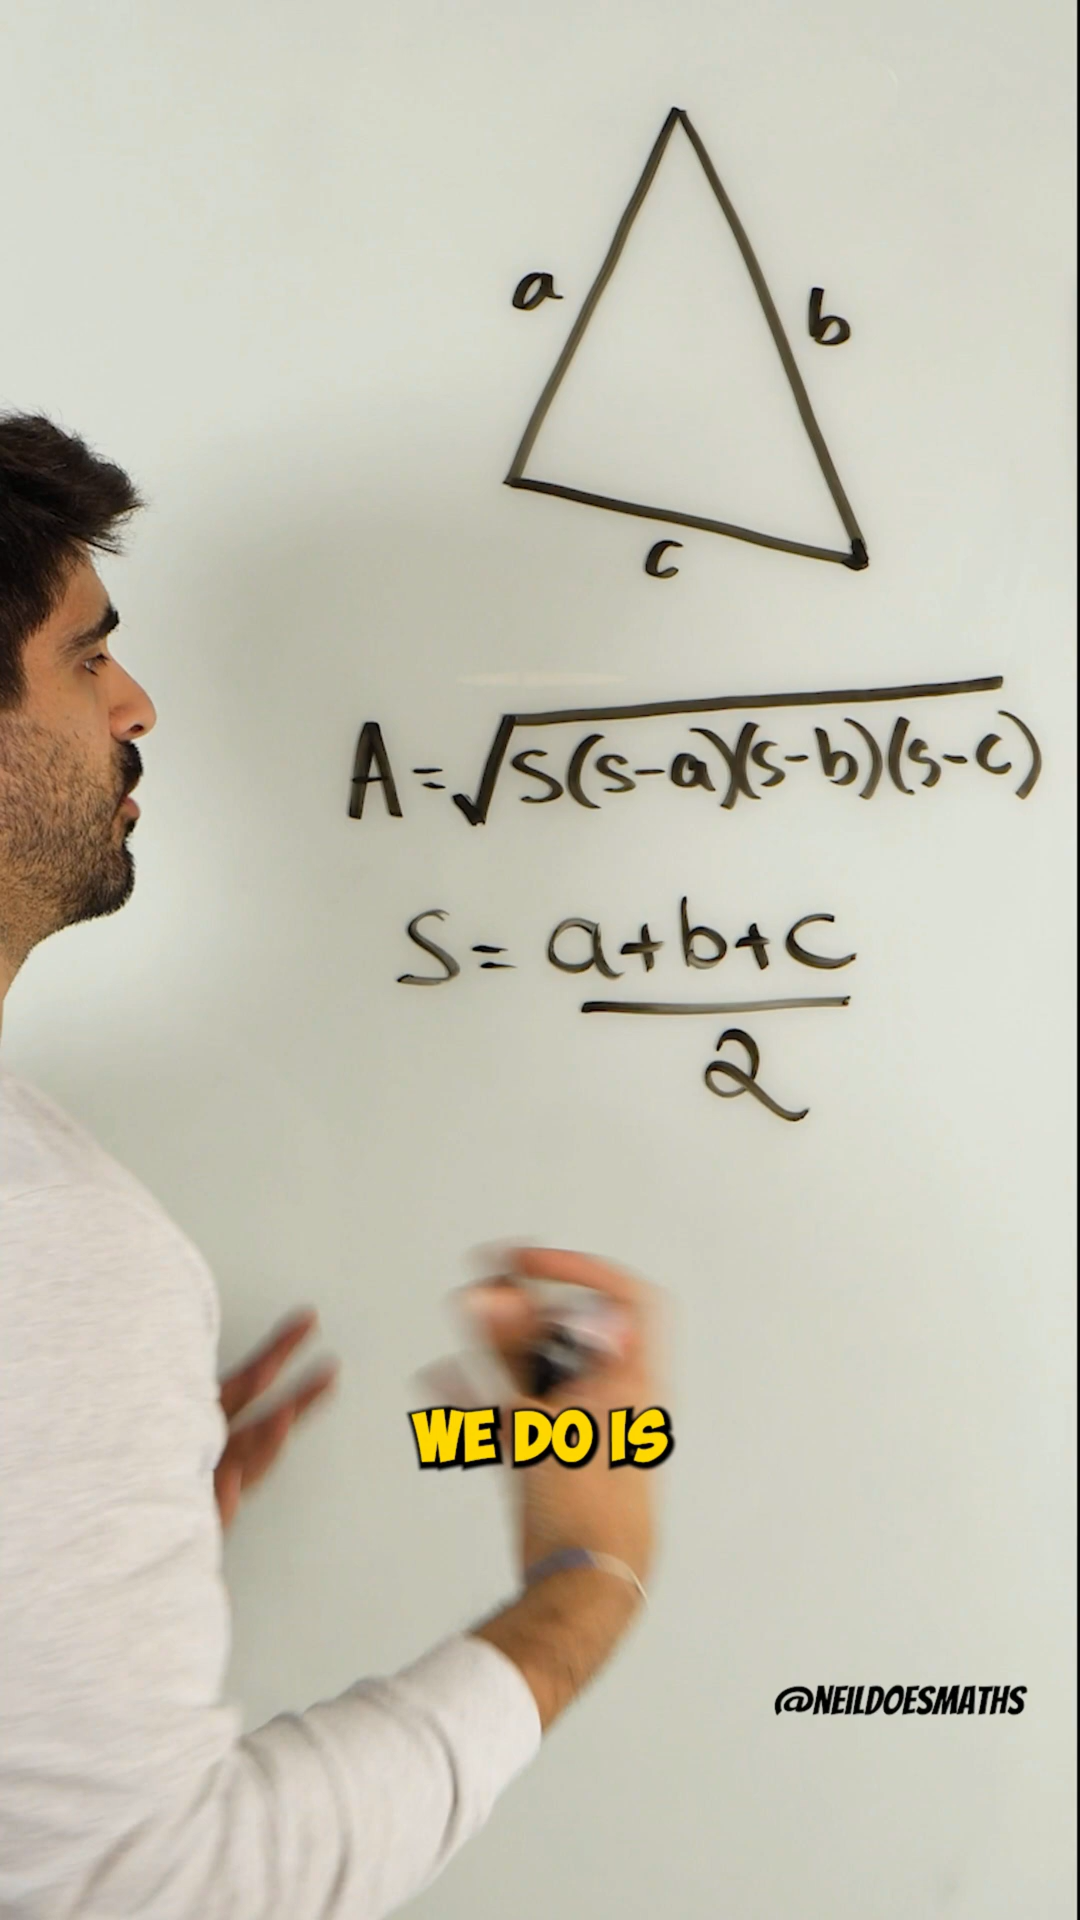 a
b
c
A=√S(s-a)(s-b)(s-c)
S= a+b+c
2
WE DO IS
@NEILDOESMATHS